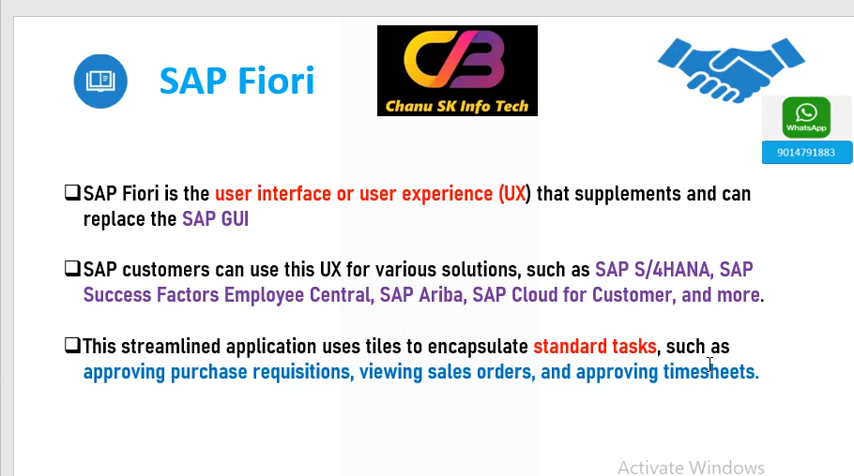 SAP Fiori
Chanu SK Info Tech
WhatsApp
9014791883
SAP Fiori is the user interface or user experience (UX) that supplements and can
replace the SAP GUI
SAP customers can use this UX for various solutions, such as SAP S/4HANA, SAP
Success Factors Employee Central, SAP Ariba, SAP Cloud for Customer, and more.
This streamlined application uses tiles to encapsulate standard tasks, such as
approving purchase requisitions, viewing sales orders, and approving timesheets.
Activate Windows